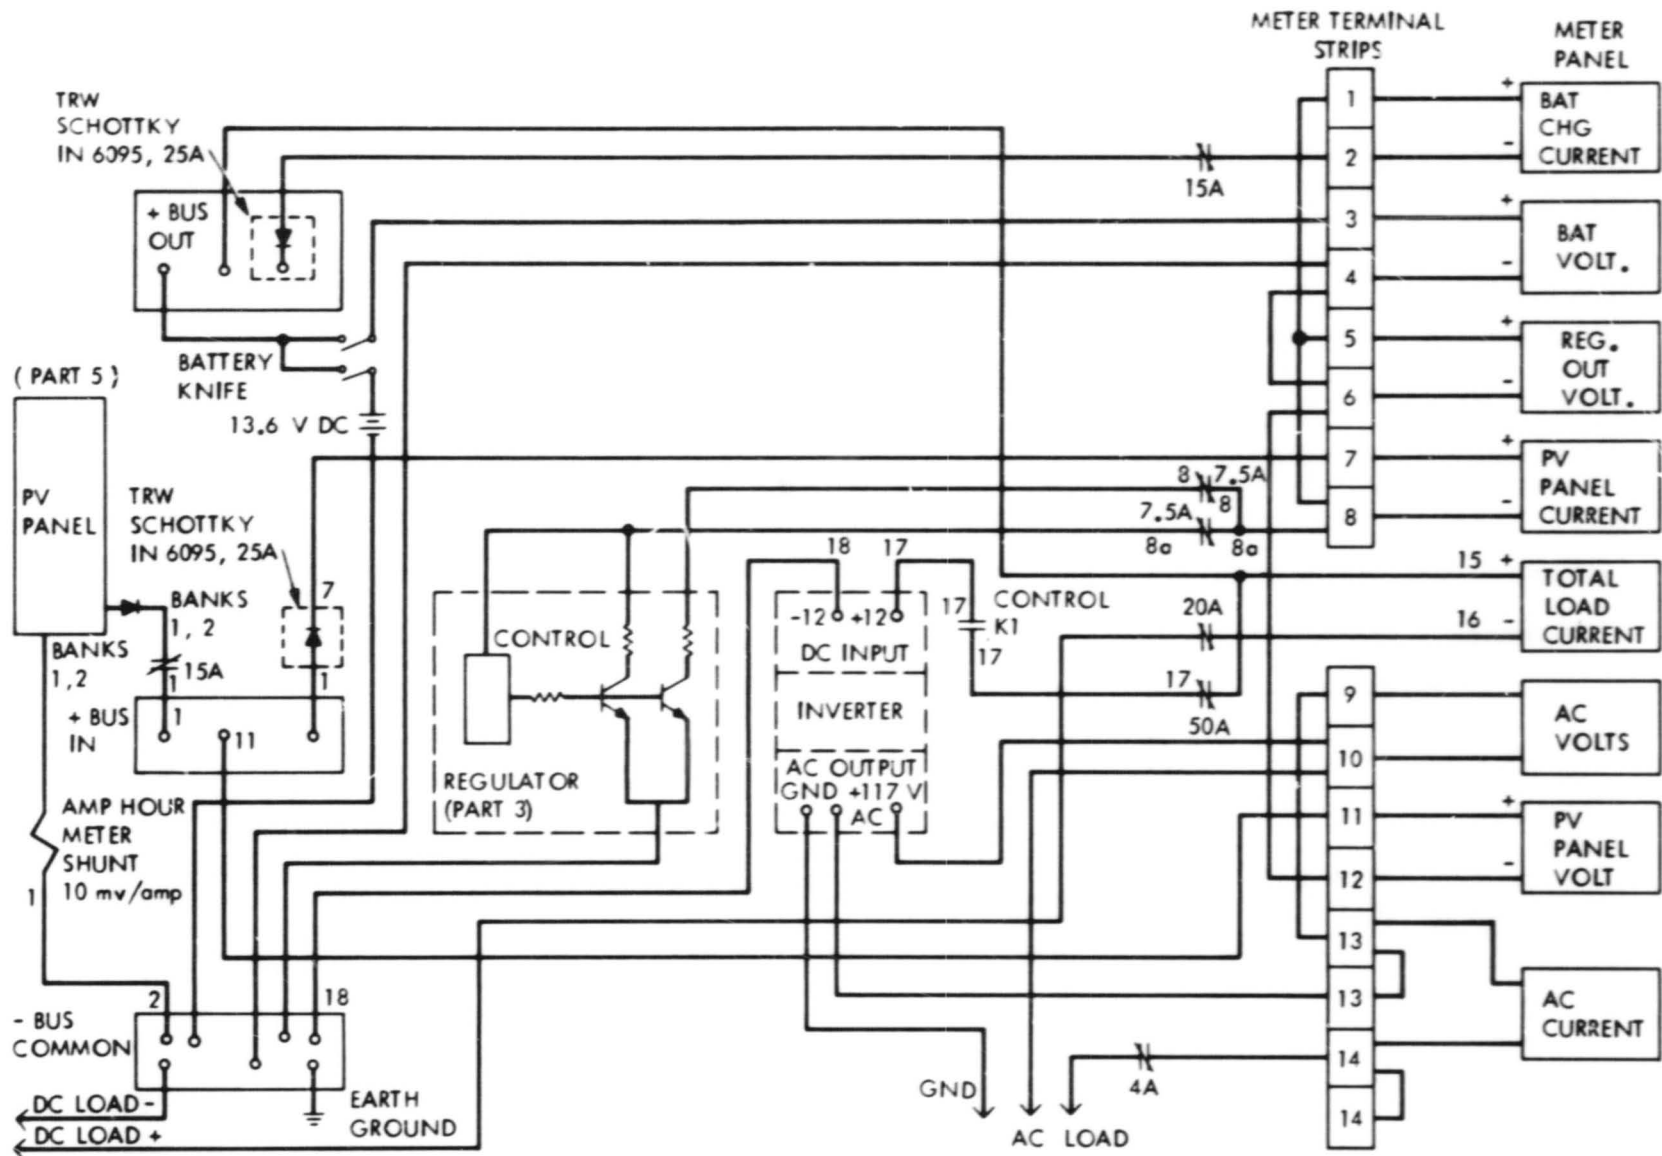 METER TERMINAL
STRIPS
METER
PANEL
TRW
SCHOTTKY
IN 6095, 25A
+ BUS
OUT
BATTERY
KNIFE
13.6 V DC
15A
1
2
3
4
5
6
7
8
+
BAT
CHG
-
CURRENT
+
BAT
-
VOLT.
+
REG.
OUT
-
VOLT.
+
PV
PANEL
-
CURRENT
15 +
TOTAL
LOAD
16 -
CURRENT
(PART 5)
PV
PANEL
TRW
SCHOTTKY
IN 6095, 25A
BANKS
1, 2
BANKS
1,2
15A
7
1
1
+ BUS
IN
1
11
8 7.5A
8
7.5A
8a
8a
CONTROL
REGULATOR
(PART 3)
18
17
-12
+12
DC INPUT
INVERTER
AC OUTPUT
GND +117 V
AC
17
CONTROL
K1
17
20A
17
50A
9
10
11
12
13
13
14
14
AC
VOLTS
+
PV
PANEL
-
VOLT
AC
CURRENT
AMP HOUR
METER
SHUNT
10 mv/amp
1
2
18
- BUS
COMMON
EARTH
GROUND
DC LOAD -
DC LOAD +
GND
AC LOAD
4A